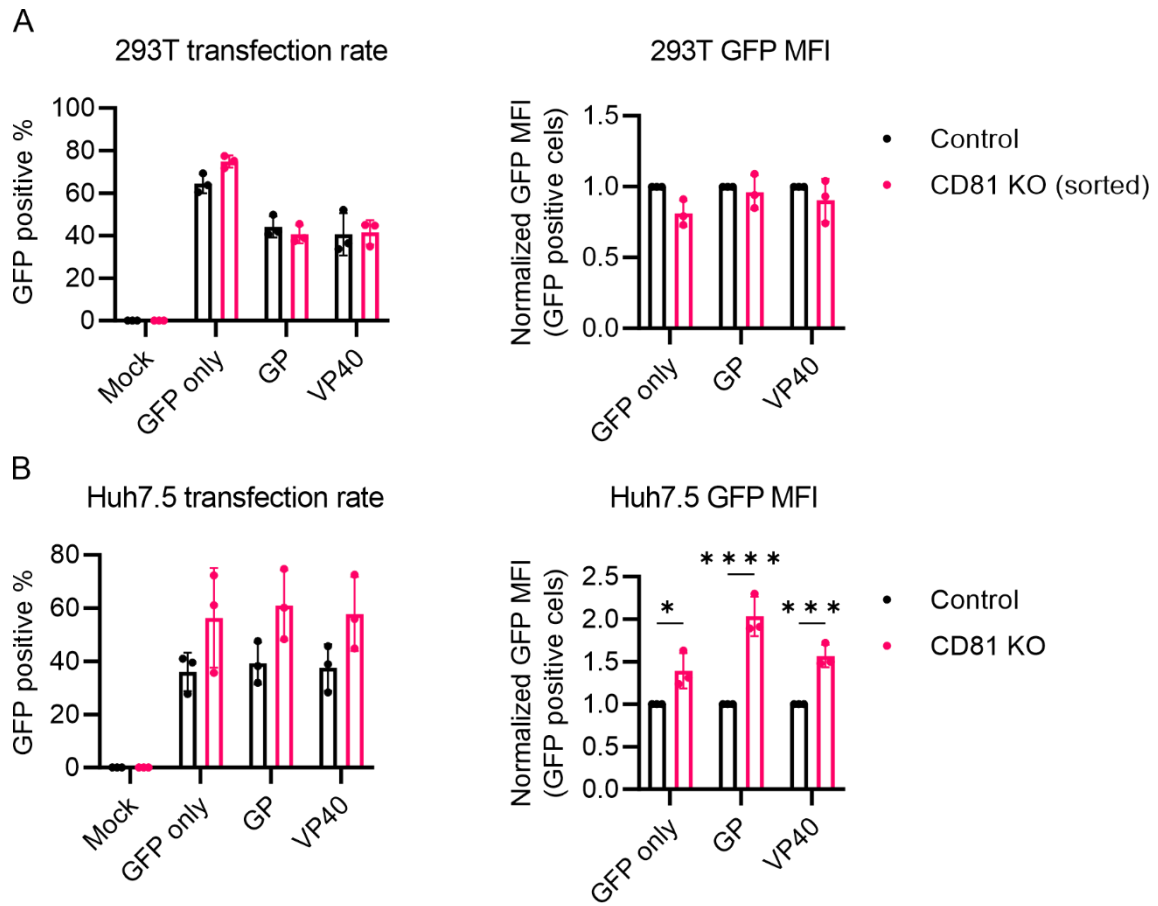 A
293T transfection rate
GFP positive %
100
80
60
40
20
0
Mock
GFP only
GP
VP40
293T GFP MFI
Normalized GFP MFI
(GFP positive cels)
1.5
1.0
0.5
0.0
GFP only
GP
VP40
Control
CD81 KO (sorted)
B
Huh7.5 transfection rate
GFP positive %
80
60
40
20
0
Mock
GFP only
GP
VP40
Huh7.5 GFP MFI
Normalized GFP MFI
(GFP positive cels)
2.5
2.0
1.5
1.0
0.5
0.0
*
* * * *
* * *
GFP only
GP
VP40
Control
CD81 KO